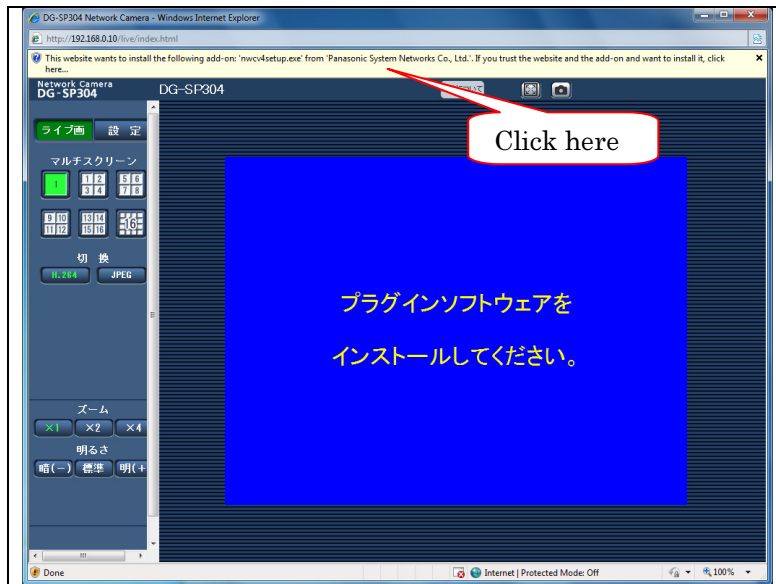 DG-SP304 Network Camera - Windows Internet Explorer
http://192.168.0.10/live/index.html
This website wants to install the following add-on: 'nwcv4setup.exe' from 'Panasonic System Networks Co., Ltd.'. If you trust the website and the add-on and want to install it, click
here...
Network Camera
DG-SP304
DG-SP304
Click here
ライブ画 設 定
マルチスクリーン
1
1 2
3 4
5 6
7 8
9 10
11 12
13 14
15 16
16
切 換
H.264 JPEG
プラグインソフトウェアを
インストールしてください。
ズーム
×1 ×2 ×4
明るさ
暗(－) 標準 明(+
Done
Internet | Protected Mode: Off
100%